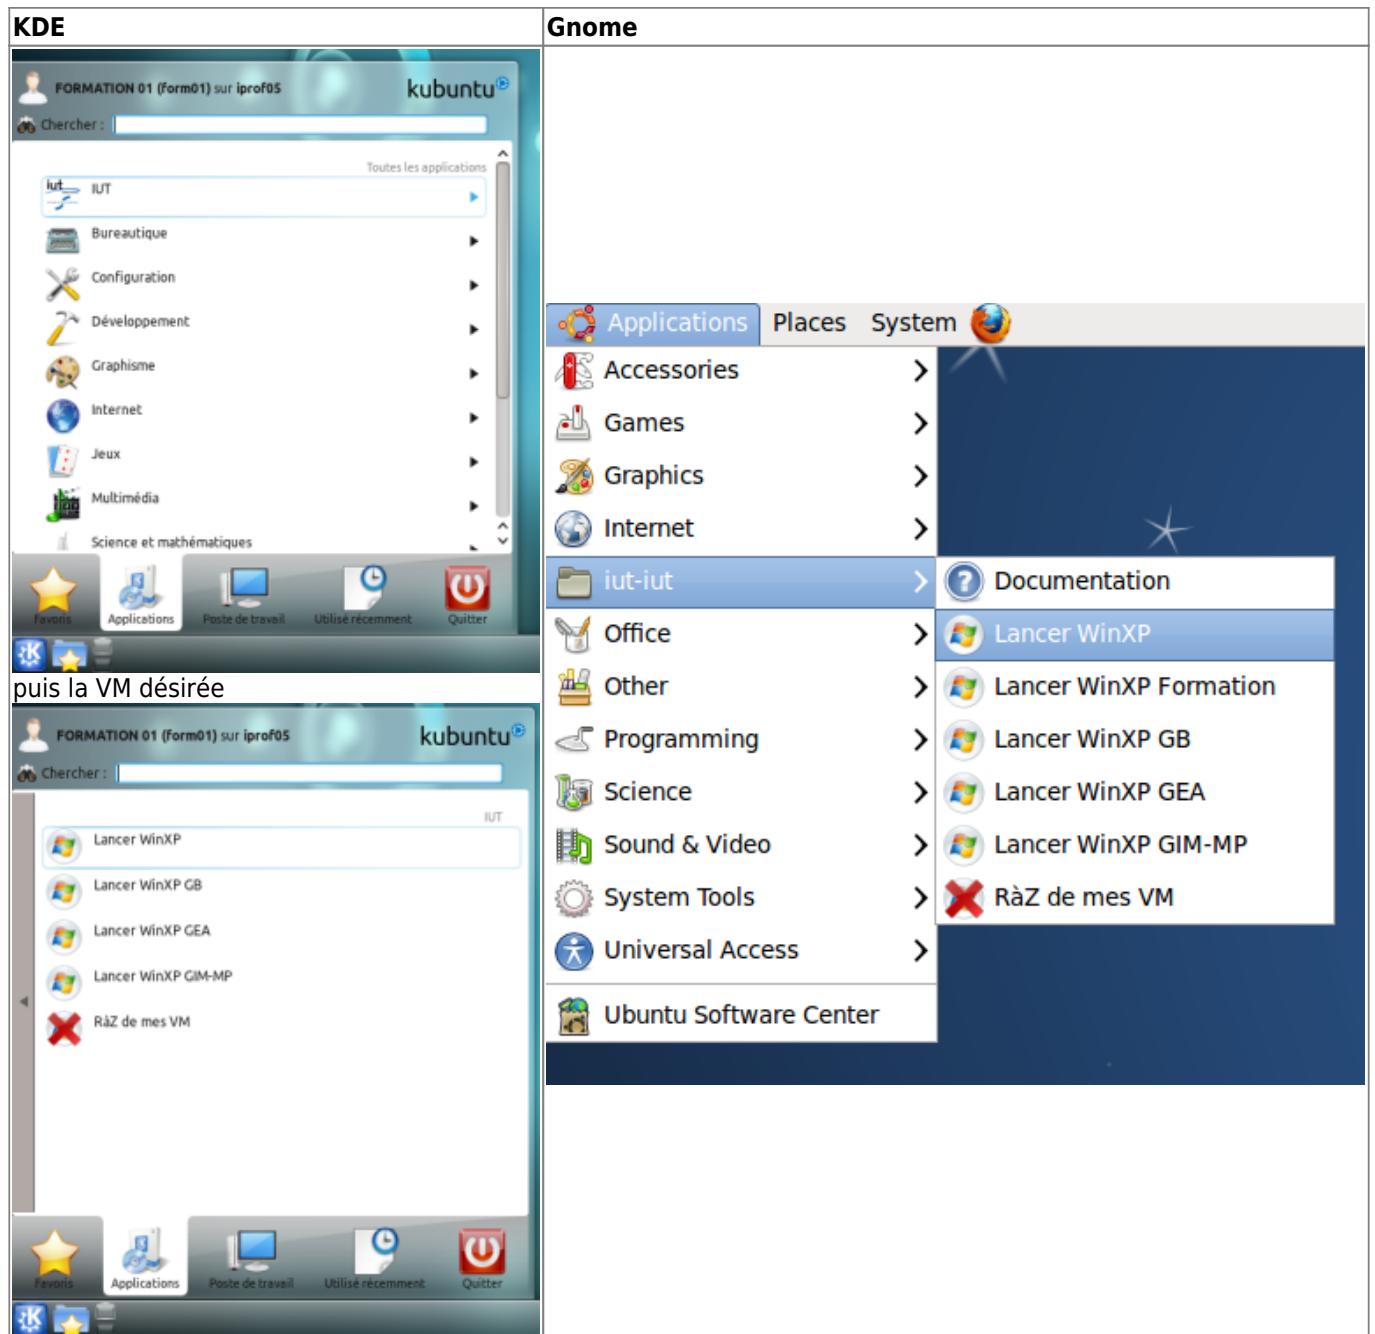 KDE
Gnome
FORMATION 01 (form01) sur iprof05
kubuntu
Chercher :
Toutes les applications
iut
IUT
Bureautique
Configuration
Développement
Graphisme
Internet
Jeux
Multimédia
Science et mathématiques
Favoris
Applications
Poste de travail
Utilisé récemment
Quitter
puis la VM désirée
FORMATION 01 (form01) sur iprof05
kubuntu
Chercher :
IUT
Lancer WinXP
Lancer WinXP GB
Lancer WinXP GEA
Lancer WinXP GIM-MP
RàZ de mes VM
Favoris
Applications
Poste de travail
Utilisé récemment
Quitter
Applications Places System
Accessories
Games
Graphics
Internet
iut-iut
Office
Other
Programming
Science
Sound & Video
System Tools
Universal Access
Ubuntu Software Center
Documentation
Lancer WinXP
Lancer WinXP Formation
Lancer WinXP GB
Lancer WinXP GEA
Lancer WinXP GIM-MP
RàZ de mes VM